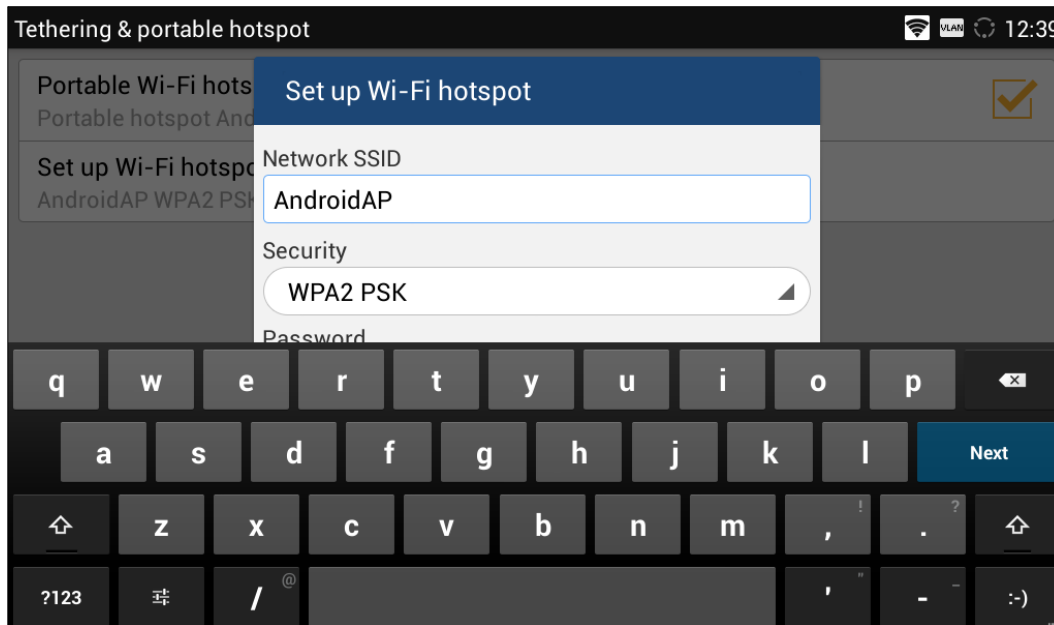 Tethering & portable hotspot VLAN 12:39
Portable Wi-Fi hots
Portable hotspot And
Set up Wi-Fi hotspo
AndroidAP WPA2 PSK
Set up Wi-Fi hotspot
Network SSID
AndroidAP
Security
WPA2 PSK
Password
q w e r t y u i o p
a s d f g h j k l Next
z x c v b n m , ! . ?
?123 / @ ' " - _ :-)